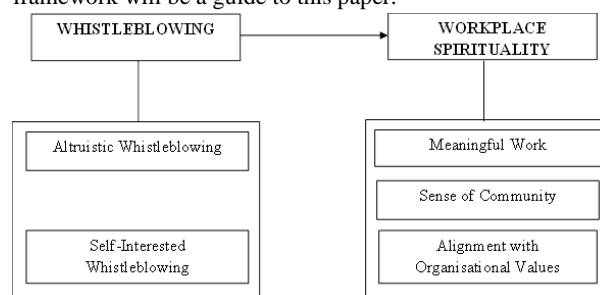 framework will be a guide to this paper.
WHISTLEBLOWING
WORKPLACE
SPIRITUALITY
Altruistic Whistleblowing
Self-Interested
Whistleblowing
Meaningful Work
Sense of Community
Alignment with
Organisational Values